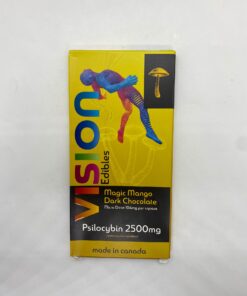 VISION
Edibles
Magic Mango
Dark Chocolate
Psilocybin 2500mg
made in canada